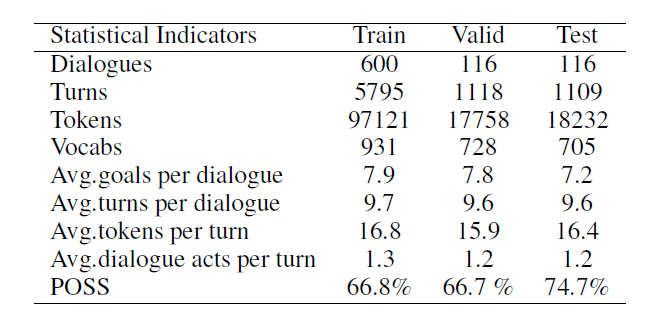 Statistical Indicators Train Valid Test
Dialogues 600 116 116
Turns 5795 1118 1109
Tokens 97121 17758 18232
Vocabs 931 728 705
Avg.goals per dialogue 7.9 7.8 7.2
Avg.turns per dialogue 9.7 9.6 9.6
Avg.tokens per turn 16.8 15.9 16.4
Avg.dialogue acts per turn 1.3 1.2 1.2
POSS 66.8% 66.7 % 74.7%